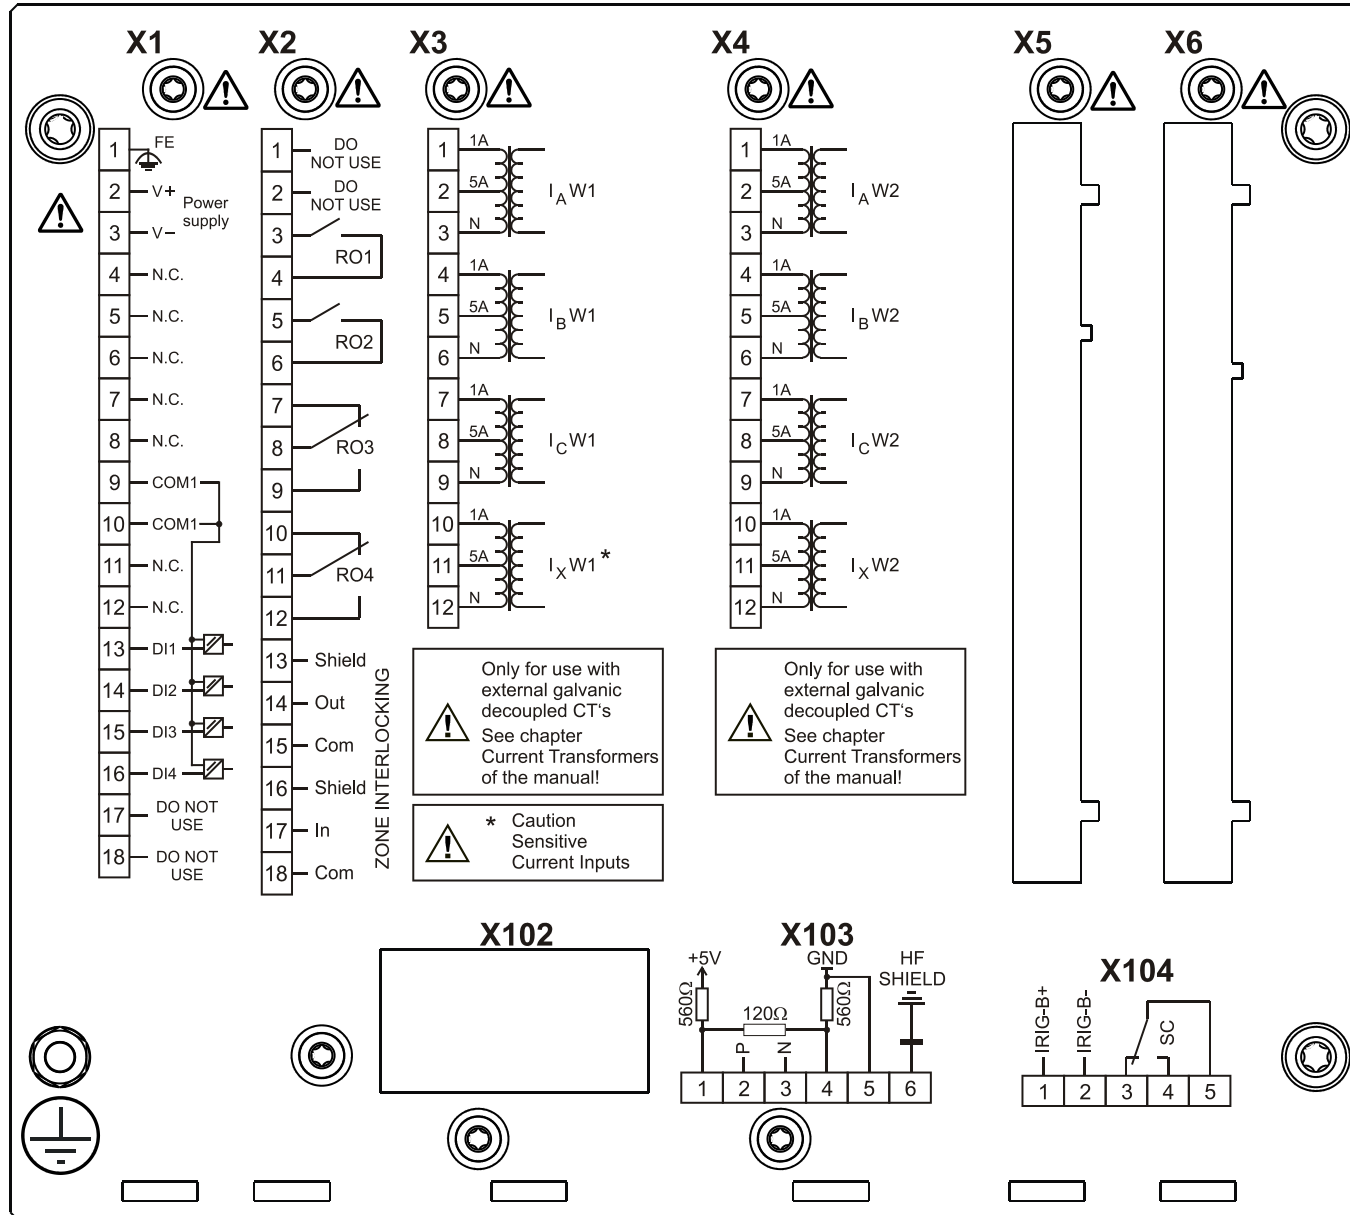 X1
X2
X3
X4
X5
X6
1 FE
2 V+
Power
supply
3 V–
4 N.C.
5 N.C.
6 N.C.
7 N.C.
8 N.C.
9 COM1
10 COM1
11 N.C.
12 N.C.
13 DI1
14 DI2
15 DI3
16 DI4
17 DO NOT
USE
18 DO NOT
USE
1 DO
NOT USE
2 DO
NOT USE
3
RO1
4
5
RO2
6
7
8 RO3
9
10
11 RO4
12
13 Shield
14 Out
15 Com
16 Shield
17 In
18 Com
ZONE INTERLOCKING
1 1A
2 5A IA W1
3 N
4 1A
5 5A IB W1
6 N
7 1A
8 5A IC W1
9 N
10 1A
11 5A IX W1 *
12 N
Only for use with
external galvanic
decoupled CT's
See chapter
Current Transformers
of the manual!
* Caution
Sensitive
Current Inputs
1 1A
2 5A IA W2
3 N
4 1A
5 5A IB W2
6 N
7 1A
8 5A IC W2
9 N
10 1A
11 5A IX W2
12 N
Only for use with
external galvanic
decoupled CT's
See chapter
Current Transformers
of the manual!
X102
X103
+5V
GND
HF
SHIELD
560Ω
120Ω
560Ω
P
N
1 2 3 4 5 6
X104
IRIG-B+
IRIG-B-
SC
1 2 3 4 5